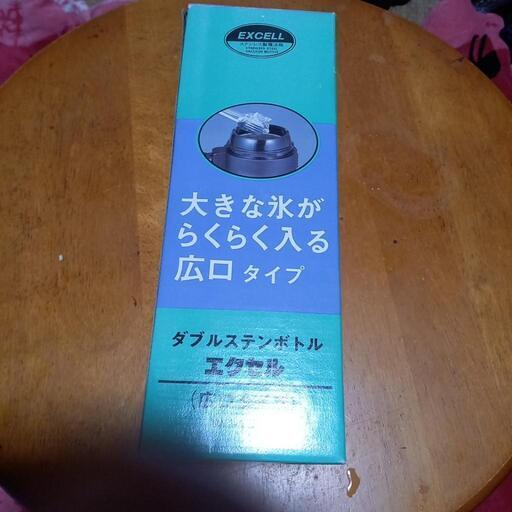 EXCELL
ステンレス製魔法瓶
STAINLESS STEEL
VACUUM BOTTLE
大きな氷が
らくらく入る
広口 タイプ
ダブルステンボトル
エクセル
(広